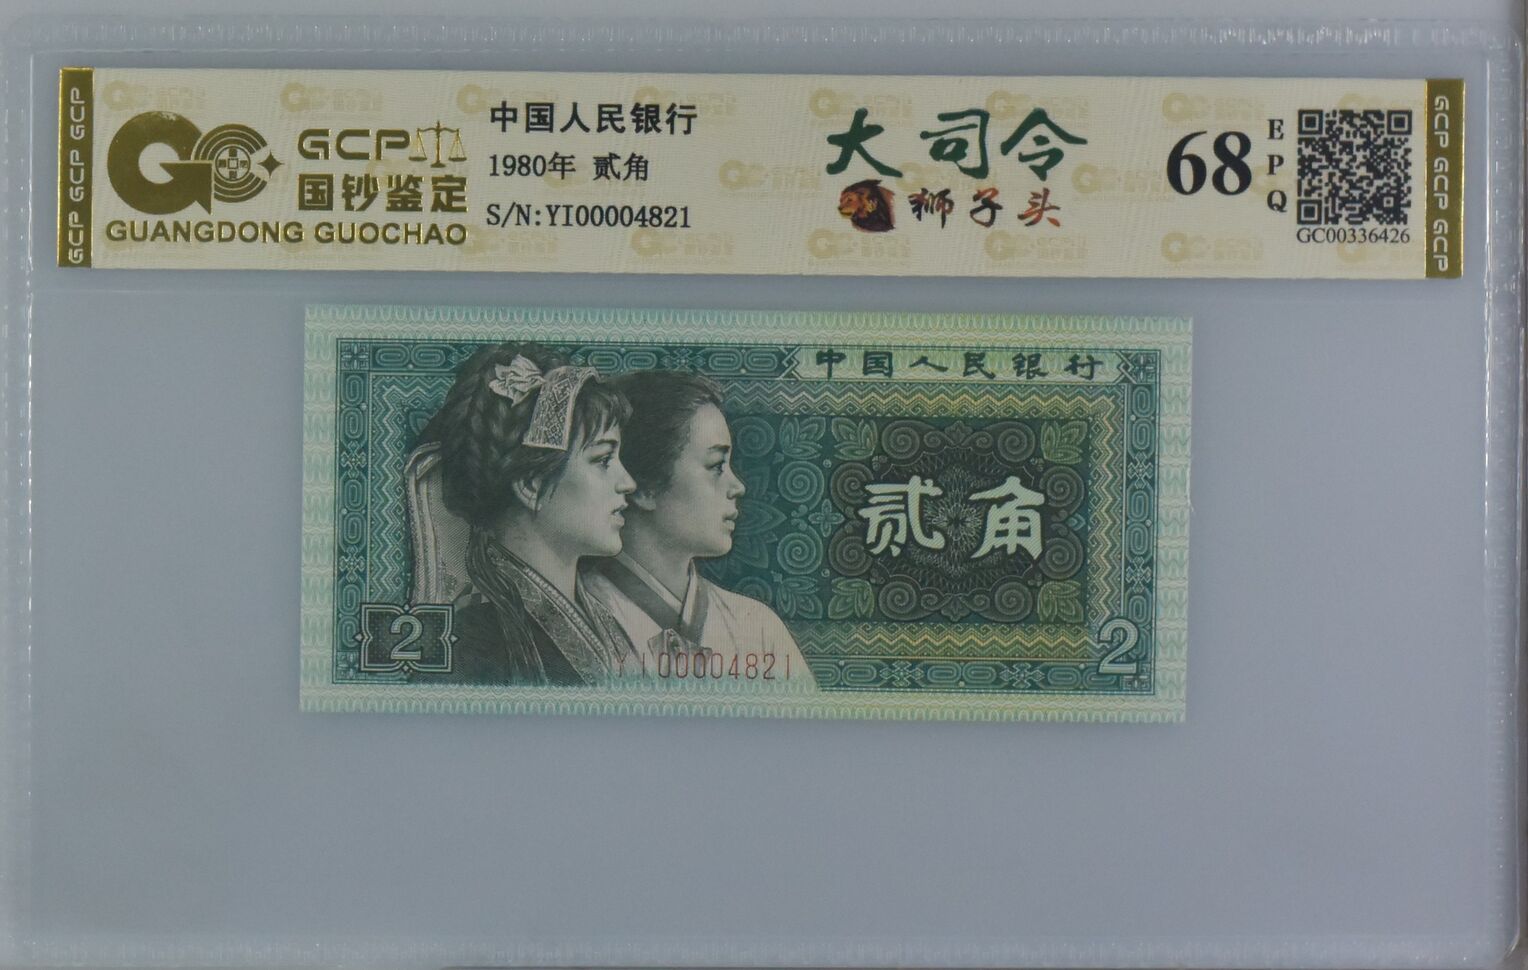 GCP GCP GCP
GCP
国钞鉴定
GUANGDONG GUOCHAO
中国人民银行
1980年 贰角
S/N:YI00004821
大司令
狮子头
68
EPQ
GC00336426
GCP GCP GCP
中国人民银行
贰角
2
YI00004821
2